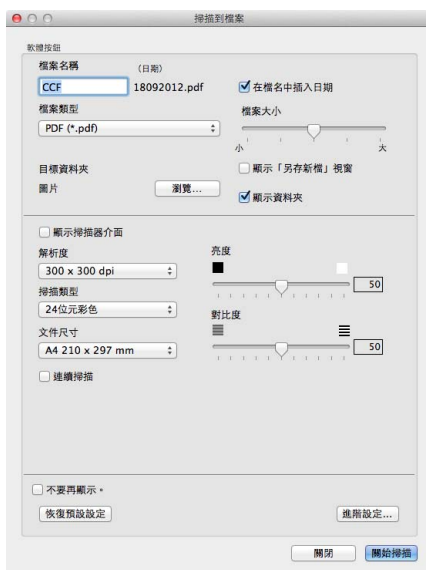 掃描到檔案
軟體按鈕
檔案名稱
(日期)
CCF
18092012.pdf
在檔名中插入日期
檔案類型
PDF (*.pdf)
檔案大小
小
大
目標資料夾
圖片
瀏覽...
顯示「另存新檔」視窗
顯示資料夾
顯示掃描器介面
解析度
300 x 300 dpi
掃描類型
24位元彩色
文件尺寸
A4 210 x 297 mm
連續掃描
亮度
50
對比度
50
不要再顯示。
恢復預設設定
進階設定...
關閉
開始掃描